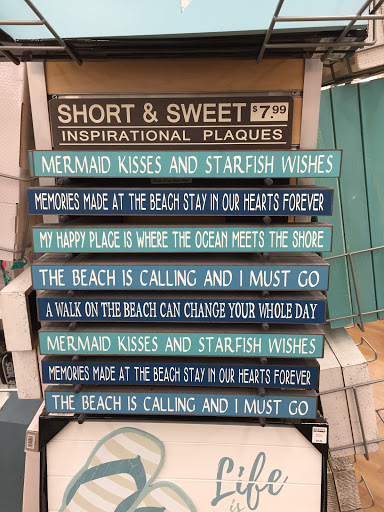 SHORT & SWEET $7.99
INSPIRATIONAL PLAQUES
MERMAID KISSES AND STARFISH WISHES
MEMORIES MADE AT THE BEACH STAY IN OUR HEARTS FOREVER
MY HAPPY PLACE IS WHERE THE OCEAN MEETS THE SHORE
THE BEACH IS CALLING AND I MUST GO
A WALK ON THE BEACH CAN CHANGE YOUR WHOLE DAY
MERMAID KISSES AND STARFISH WISHES
MEMORIES MADE AT THE BEACH STAY IN OUR HEARTS FOREVER
THE BEACH IS CALLING AND I MUST GO
Life
is